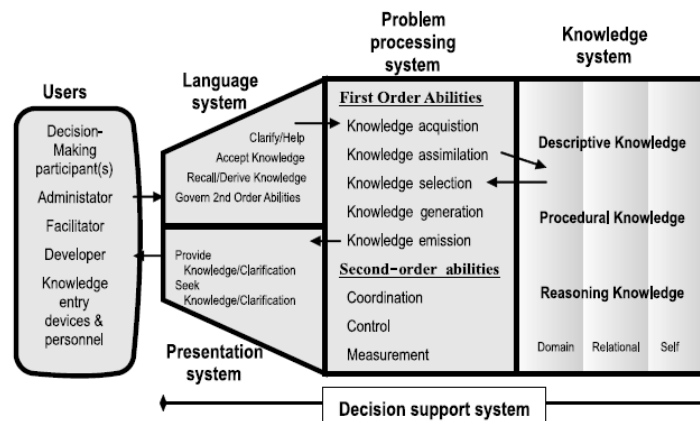 Users
Decision-
Making
participant(s)
Administator
Facilitator
Developer
Knowledge
entry
devices &
personnel
Language
system
Clarify/Help
Accept Knowledge
Recall/Derive Knowledge
Govern 2nd Order Abilities
Provide
Knowledge/Clarification
Seek
Knowledge/Clarification
Presentation
system
Problem
processing
system
First Order Abilities
Knowledge acquistion
Knowledge assimilation
Knowledge selection
Knowledge generation
Knowledge emission
Second-order abilities
Coordination
Control
Measurement
Knowledge
system
Descriptive Knowledge
Procedural Knowledge
Reasoning Knowledge
Domain Relational Self
Decision support system